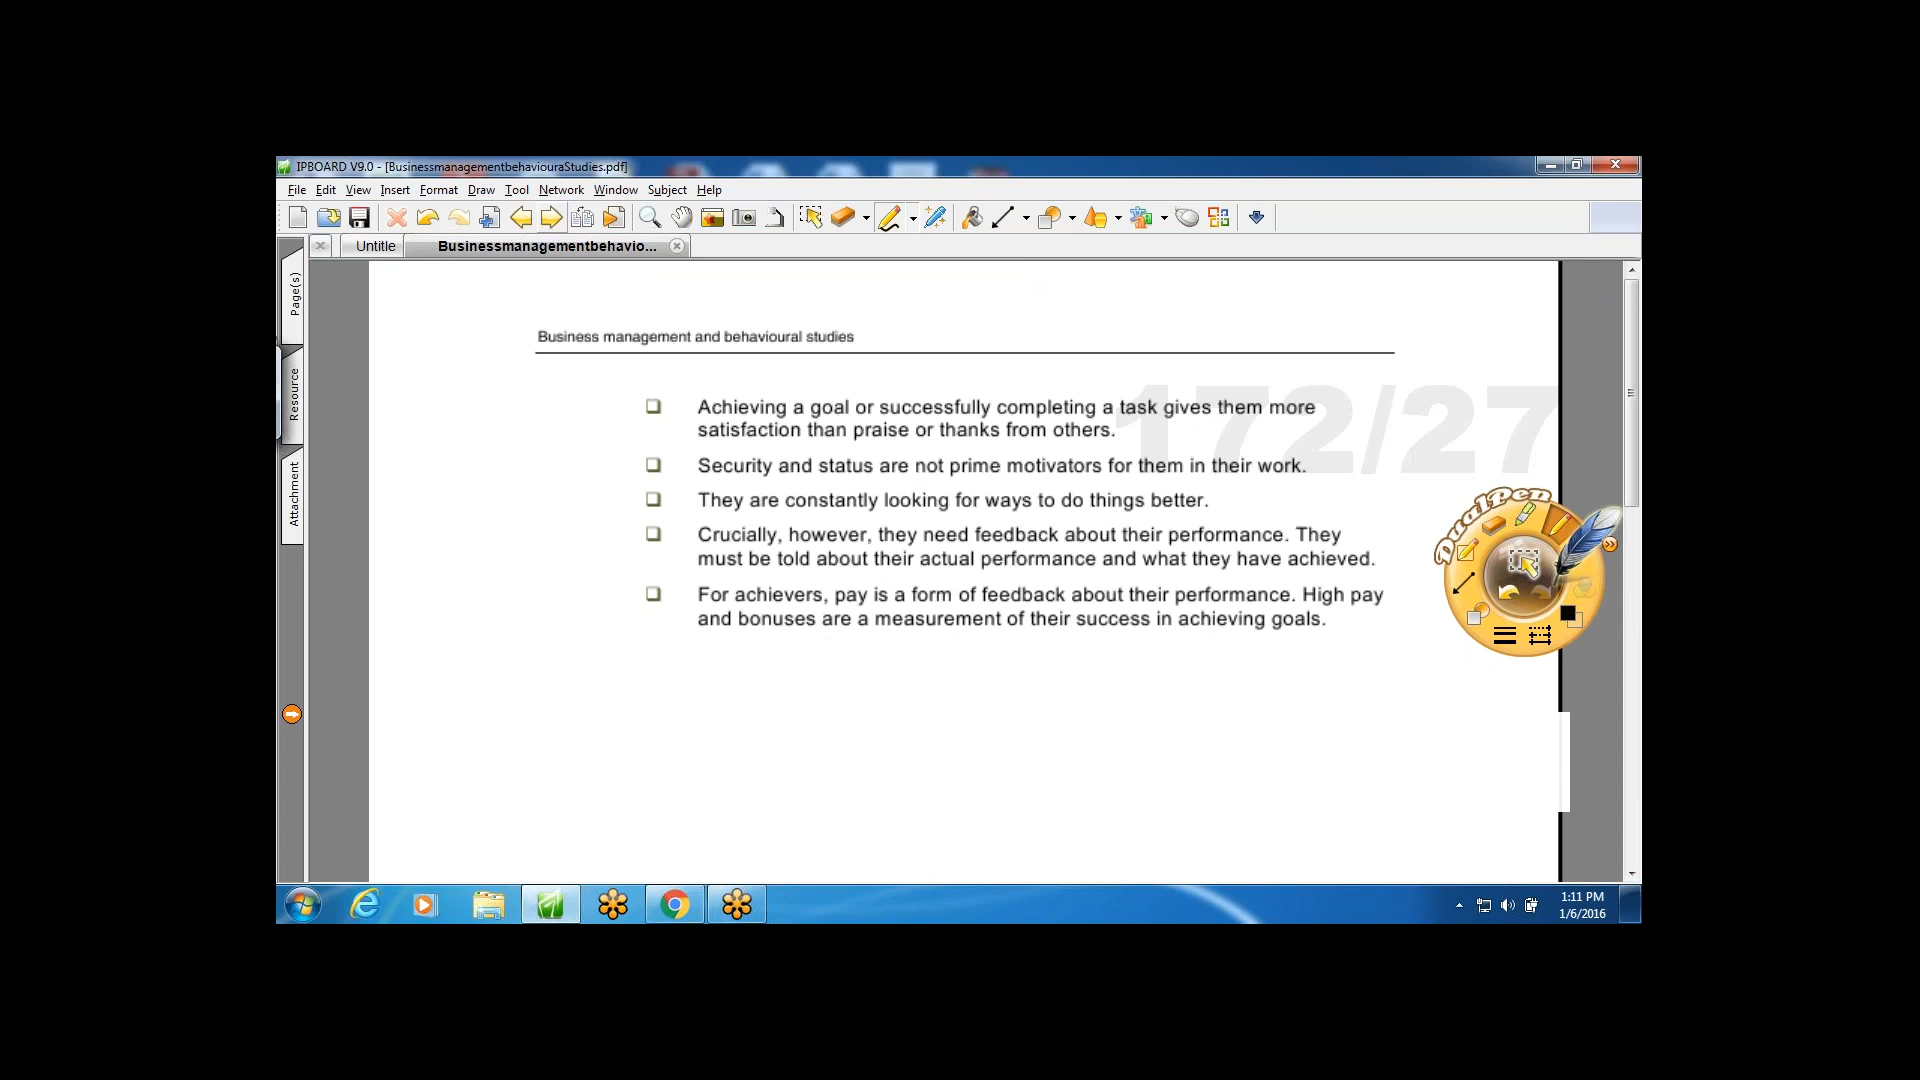 IPBOARD V9.0 - [BusinessmanagementbehaviouraStudies.pdf]
File Edit View Insert Format Draw Tool Network Window Subject Help
Untitle Businessmanagementbehavio...
Page(s)
Resource
Attachment
Business management and behavioural studies
172/27
Achieving a goal or successfully completing a task gives them more
satisfaction than praise or thanks from others.
Security and status are not prime motivators for them in their work.
They are constantly looking for ways to do things better.
Crucially, however, they need feedback about their performance. They
must be told about their actual performance and what they have achieved.
For achievers, pay is a form of feedback about their performance. High pay
and bonuses are a measurement of their success in achieving goals.
DualPen
1:11 PM
1/6/2016